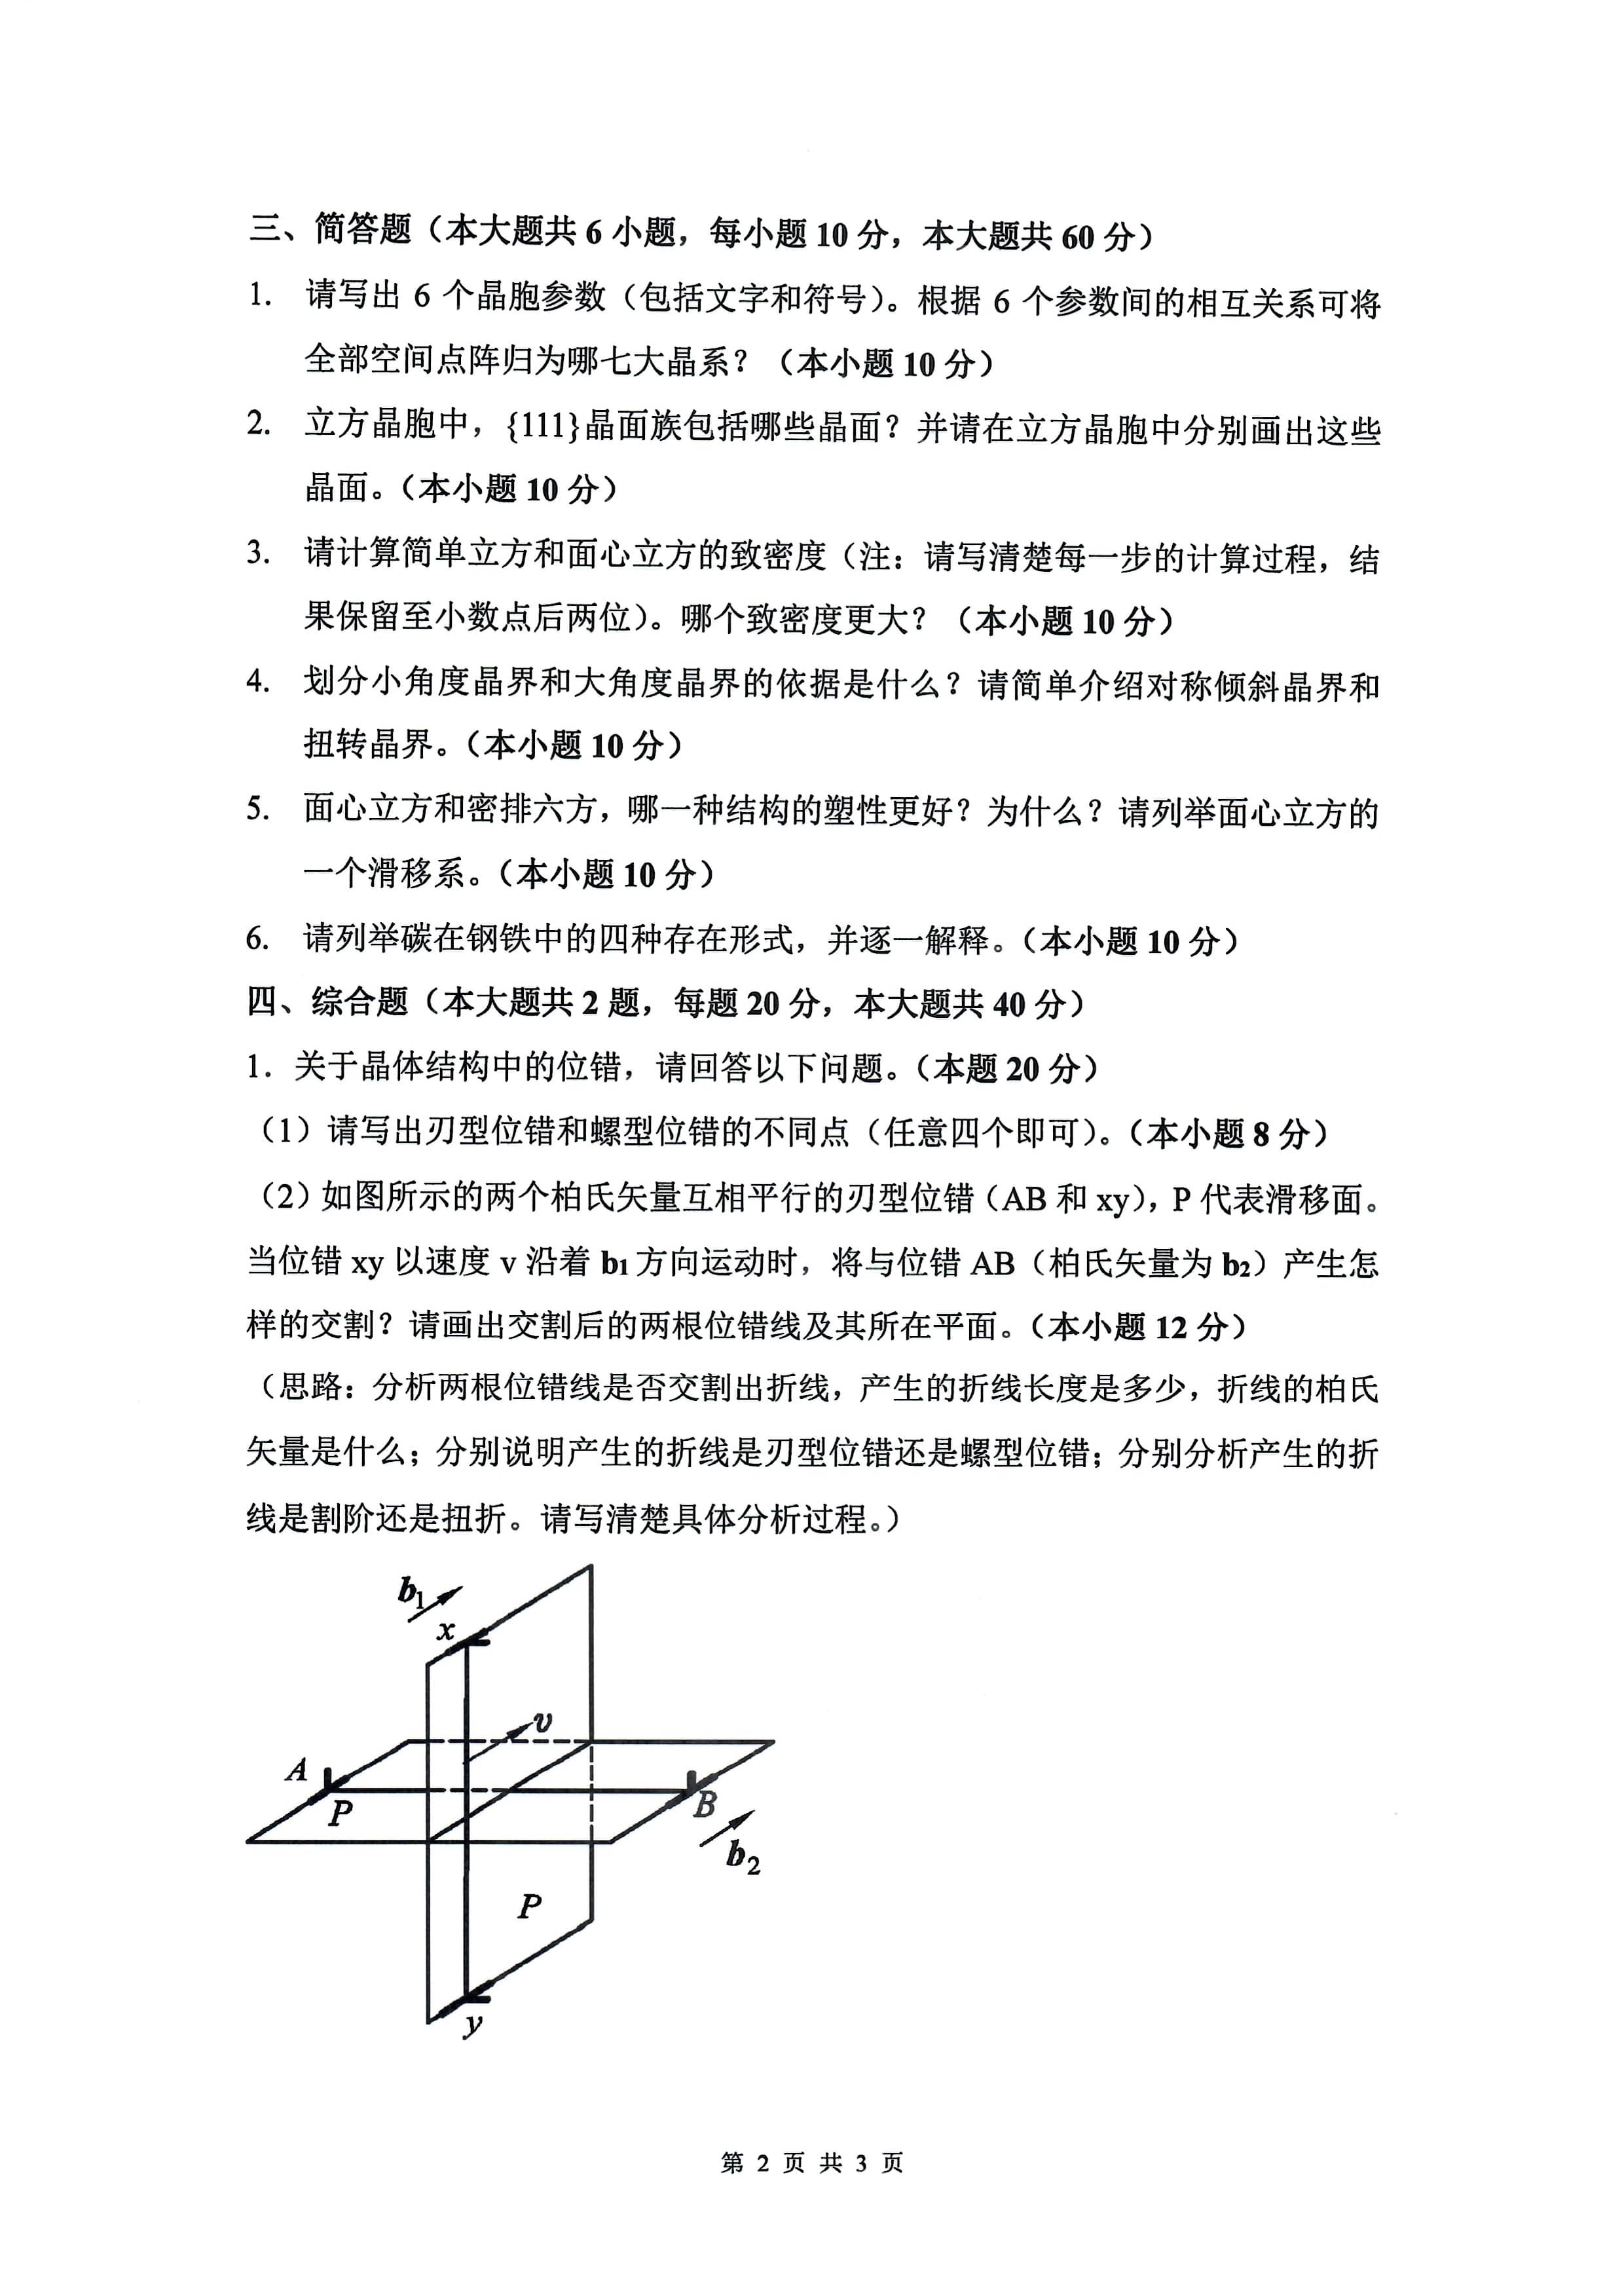 三、简答题（本大题共 6 小题，每小题 10 分，本大题共 60 分）
1. 请写出 6 个晶胞参数（包括文字和符号）。根据 6 个参数间的相互关系可将
全部空间点阵归为哪七大晶系？（本小题 10 分）
2. 立方晶胞中，{111}晶面族包括哪些晶面？并请在立方晶胞中分别画出这些
晶面。（本小题 10 分）
3. 请计算简单立方和面心立方的致密度（注：请写清楚每一步的计算过程，结
果保留至小数点后两位）。哪个致密度更大？（本小题 10 分）
4. 划分小角度晶界和大角度晶界的依据是什么？请简单介绍对称倾斜晶界和
扭转晶界。（本小题 10 分）
5. 面心立方和密排六方，哪一种结构的塑性更好？为什么？请列举面心立方的
一个滑移系。（本小题 10 分）
6. 请列举碳在钢铁中的四种存在形式，并逐一解释。（本小题 10 分）
四、综合题（本大题共 2 题，每题 20 分，本大题共 40 分）
1. 关于晶体结构中的位错，请回答以下问题。（本题 20 分）
（1）请写出刃型位错和螺型位错的不同点（任意四个即可）。（本小题 8 分）
（2）如图所示的两个柏氏矢量互相平行的刃型位错（AB 和 xy），P 代表滑移面。
当位错 xy 以速度 v 沿着 b1 方向运动时，将与位错 AB（柏氏矢量为 b2）产生怎
样的交割？请画出交割后的两根位错线及其所在平面。（本小题 12 分）
（思路：分析两根位错线是否交割出折线，产生的折线长度是多少，折线的柏氏
矢量是什么；分别说明产生的折线是刃型位错还是螺型位错；分别分析产生的折
线是割阶还是扭折。请写清楚具体分析过程。）
b1
x
v
A
P
B
b2
P
y
第 2 页 共 3 页